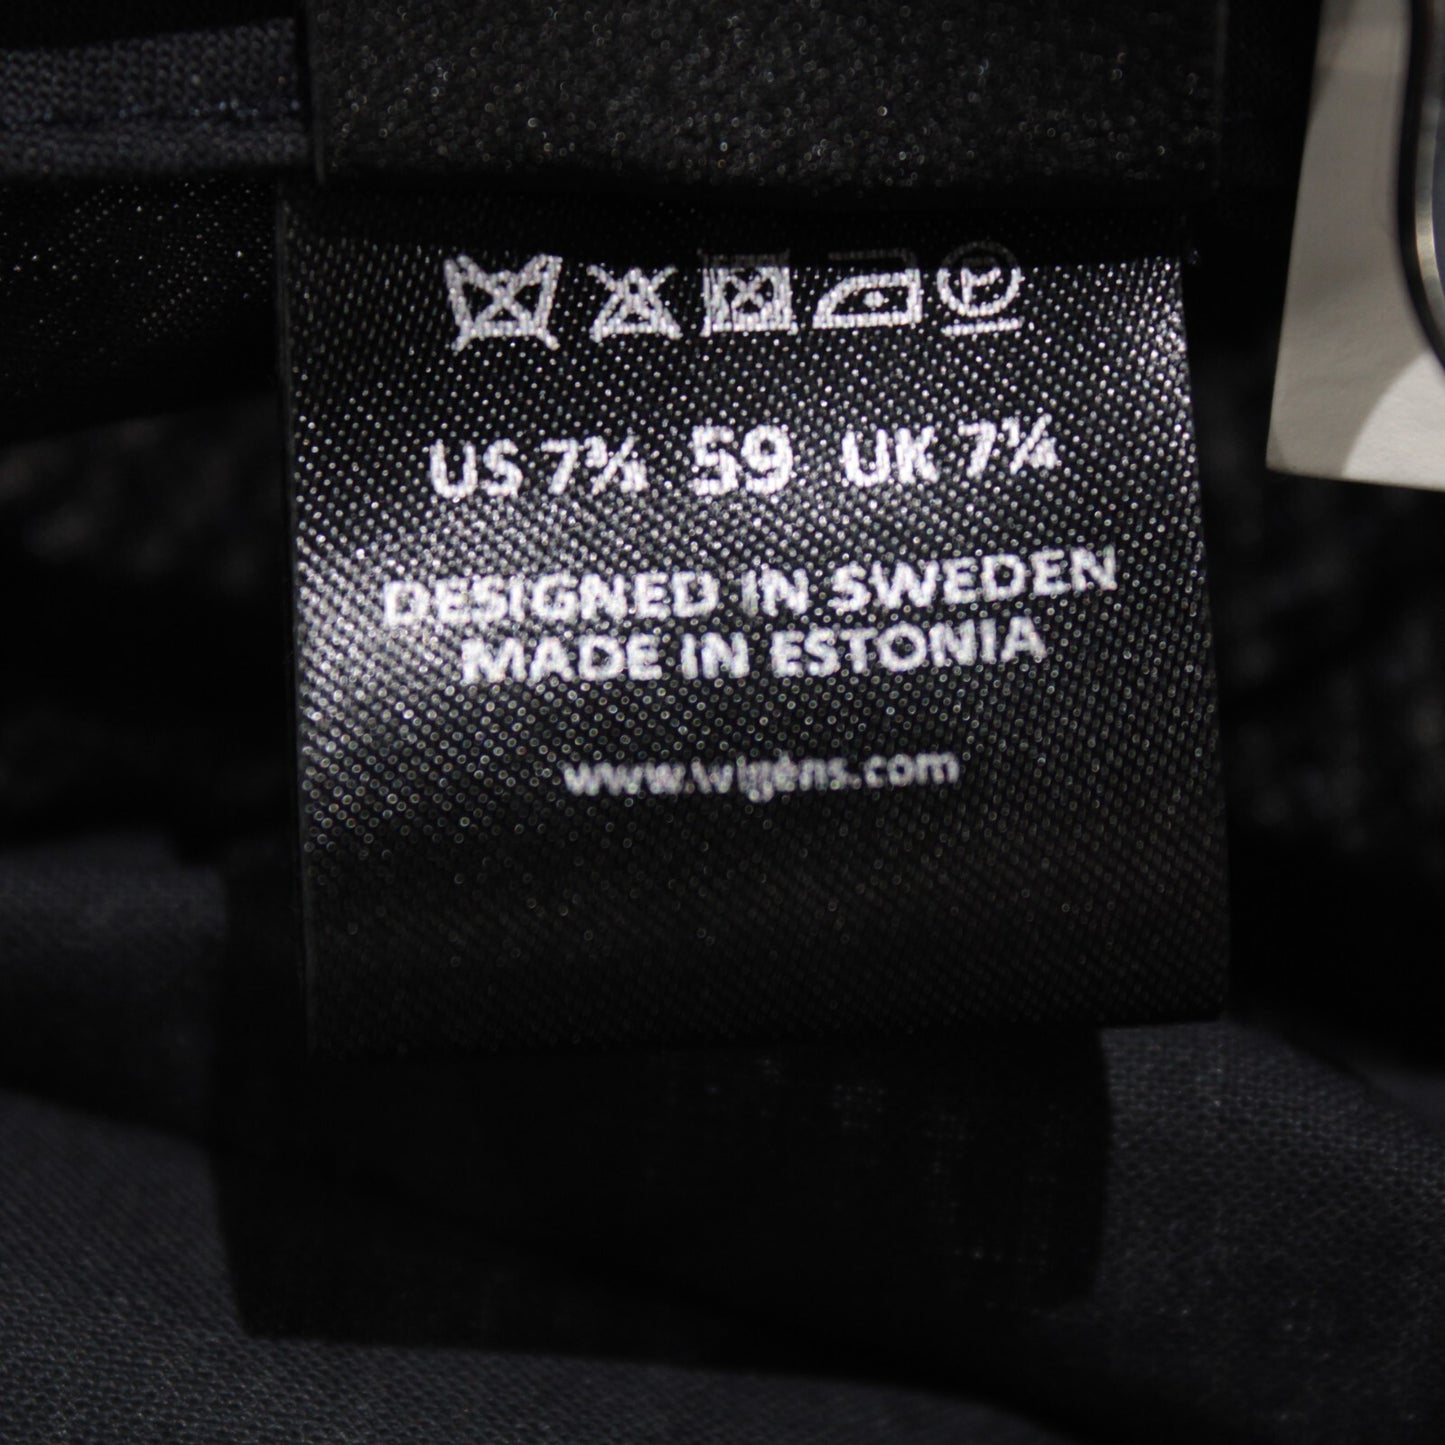 P
US 7⅜ 59 UK 7¼
DESIGNED IN SWEDEN
MADE IN ESTONIA
www.wigens.com